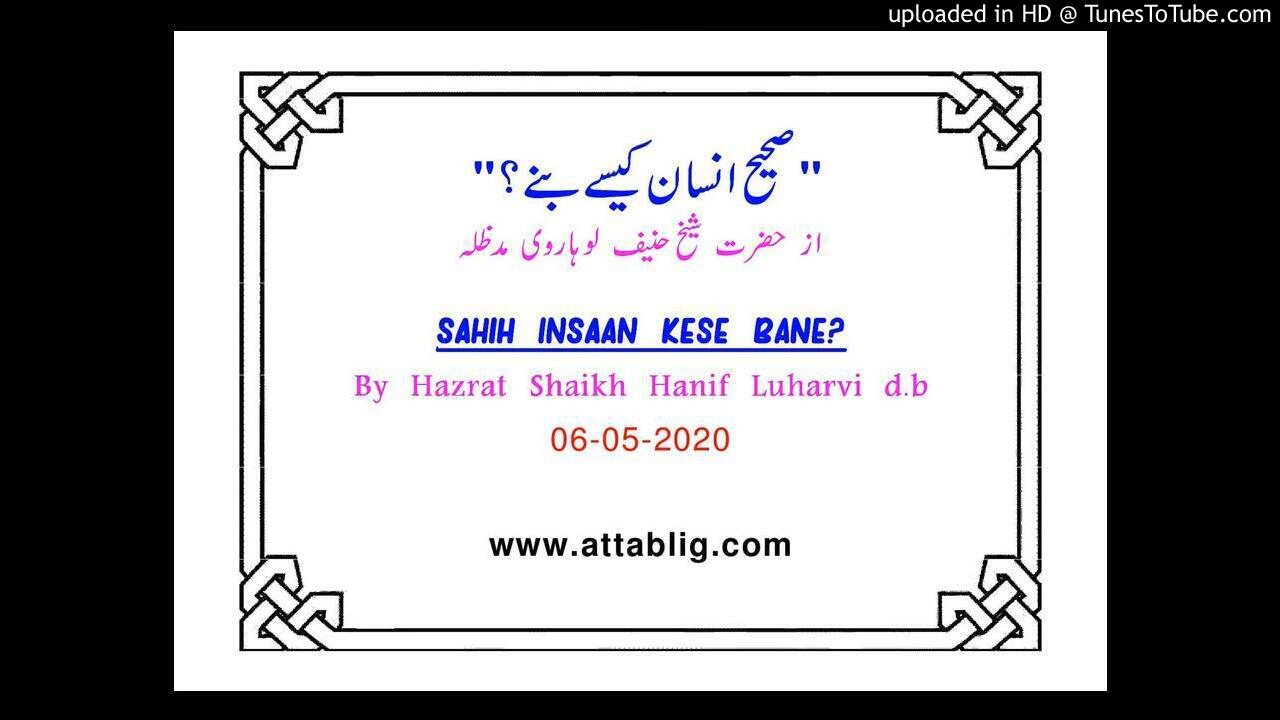 uploaded in HD @ TunesToTube.com
"صحیح انسان کیسے بنے؟"
از حضرت شیخ حنیف لوہاروی مدظلہ
SAHIH INSAAN KESE BANE?
By Hazrat Shaikh Hanif Luharvi d.b
06-05-2020
www.attablig.com